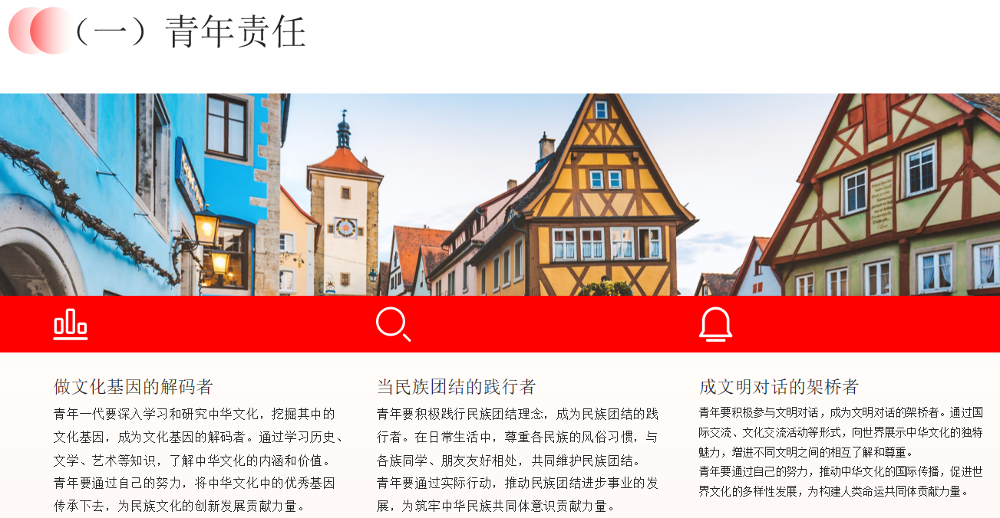 （一）青年责任
做文化基因的解码者
青年一代要深入学习和研究中华文化，挖掘其中的
文化基因，成为文化基因的解码者。通过学习历史、
文学、艺术等知识，了解中华文化的内涵和价值。
青年要通过自己的努力，将中华文化中的优秀基因
传承下去，为民族文化的创新发展贡献力量。
当民族团结的践行者
青年要积极践行民族团结理念，成为民族团结的践
行者。在日常生活中，尊重各民族的风俗习惯，与
各族同学、朋友友好相处，共同维护民族团结。
青年要通过实际行动，推动民族团结进步事业的发
展，为筑牢中华民族共同体意识贡献力量。
成文明对话的架桥者
青年要积极参与文明对话，成为文明对话的架桥者。通过国
际交流、文化交流活动等形式，向世界展示中华文化的独特
魅力，增进不同文明之间的相互了解和尊重。
青年要通过自己的努力，推动中华文化的国际传播，促进世
界文化的多样性发展，为构建人类命运共同体贡献力量。